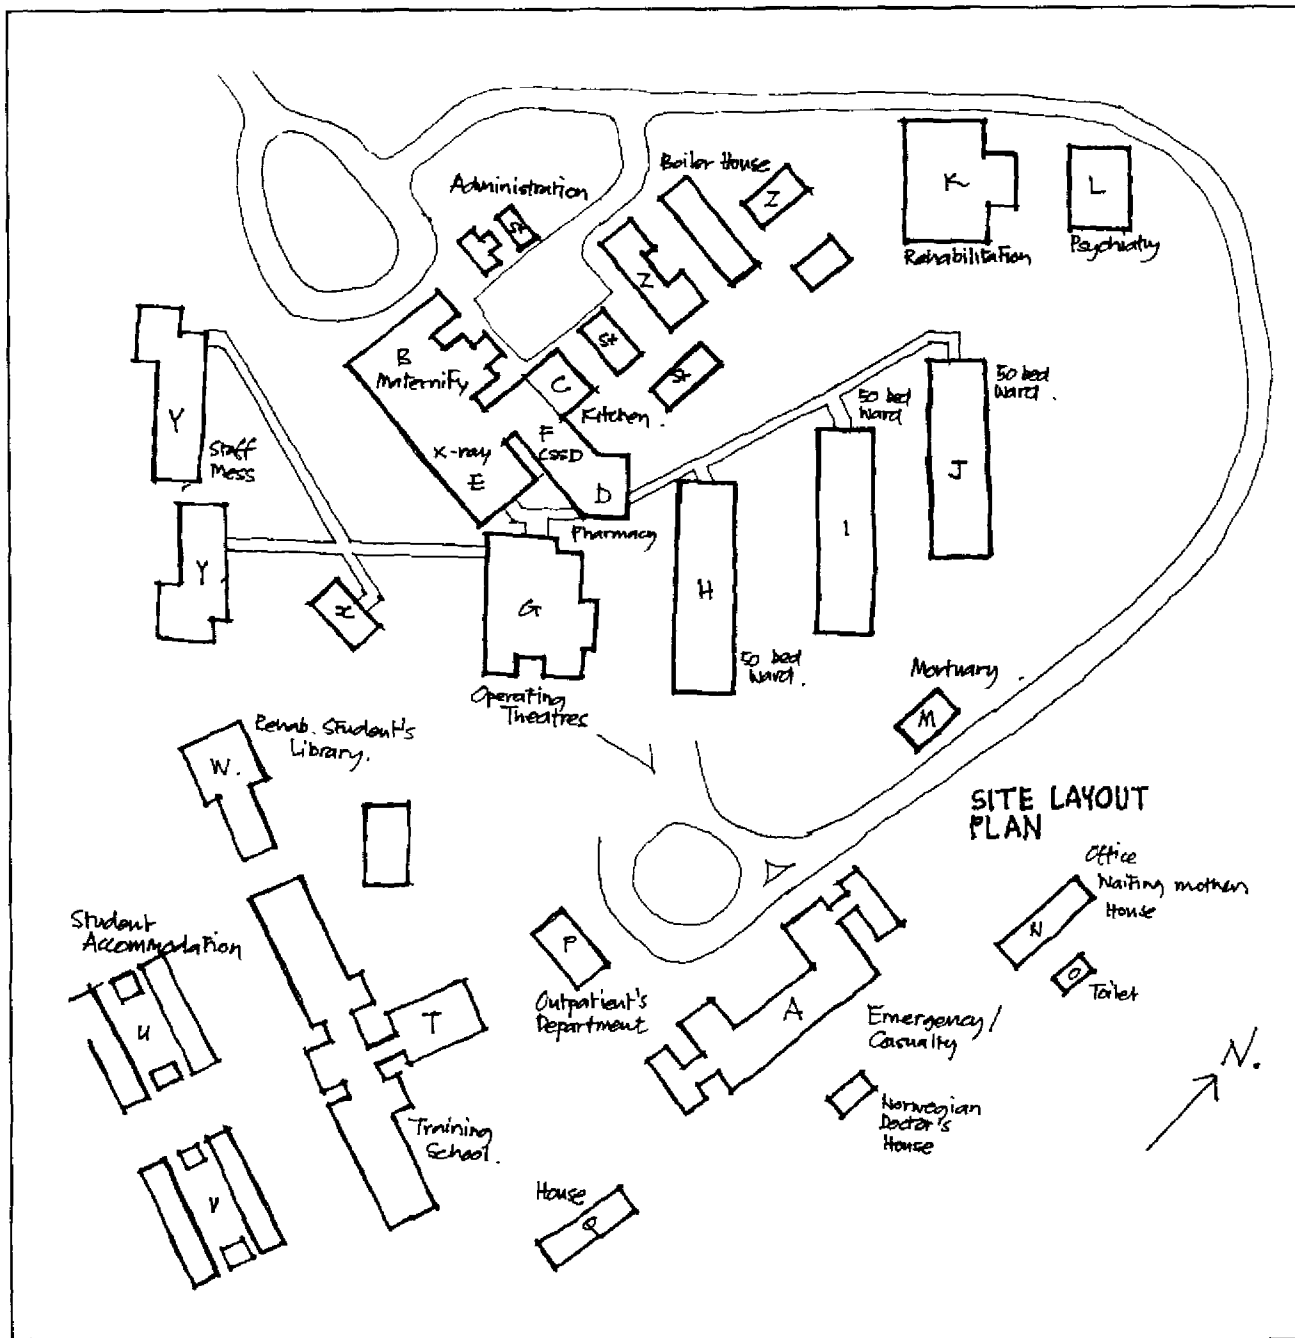 Administration
Boiler House
Z
K
L
Rehabilitation
Psychiatry
Z
St
St
B
Maternify
C
Kitchen.
50 bed
Ward.
50 bed
Ward
Y
Staff
Mess
X-ray
E
F
CSSD
D
Pharmacy
J
I
H
Y
x
G
50 bed
Ward.
Operating
Theatres
Mortuary
M
W.
Rehab. Student's
Library.
SITE LAYOUT
PLAN
Office
Waiting mothers
House
N
O
Toilet
Student
Accommodation
U
P
Outpatient's
Department
T
A
Emergency/
Casualty
N.
Norwegian
Doctor's
House
Training
School.
V
House
Q